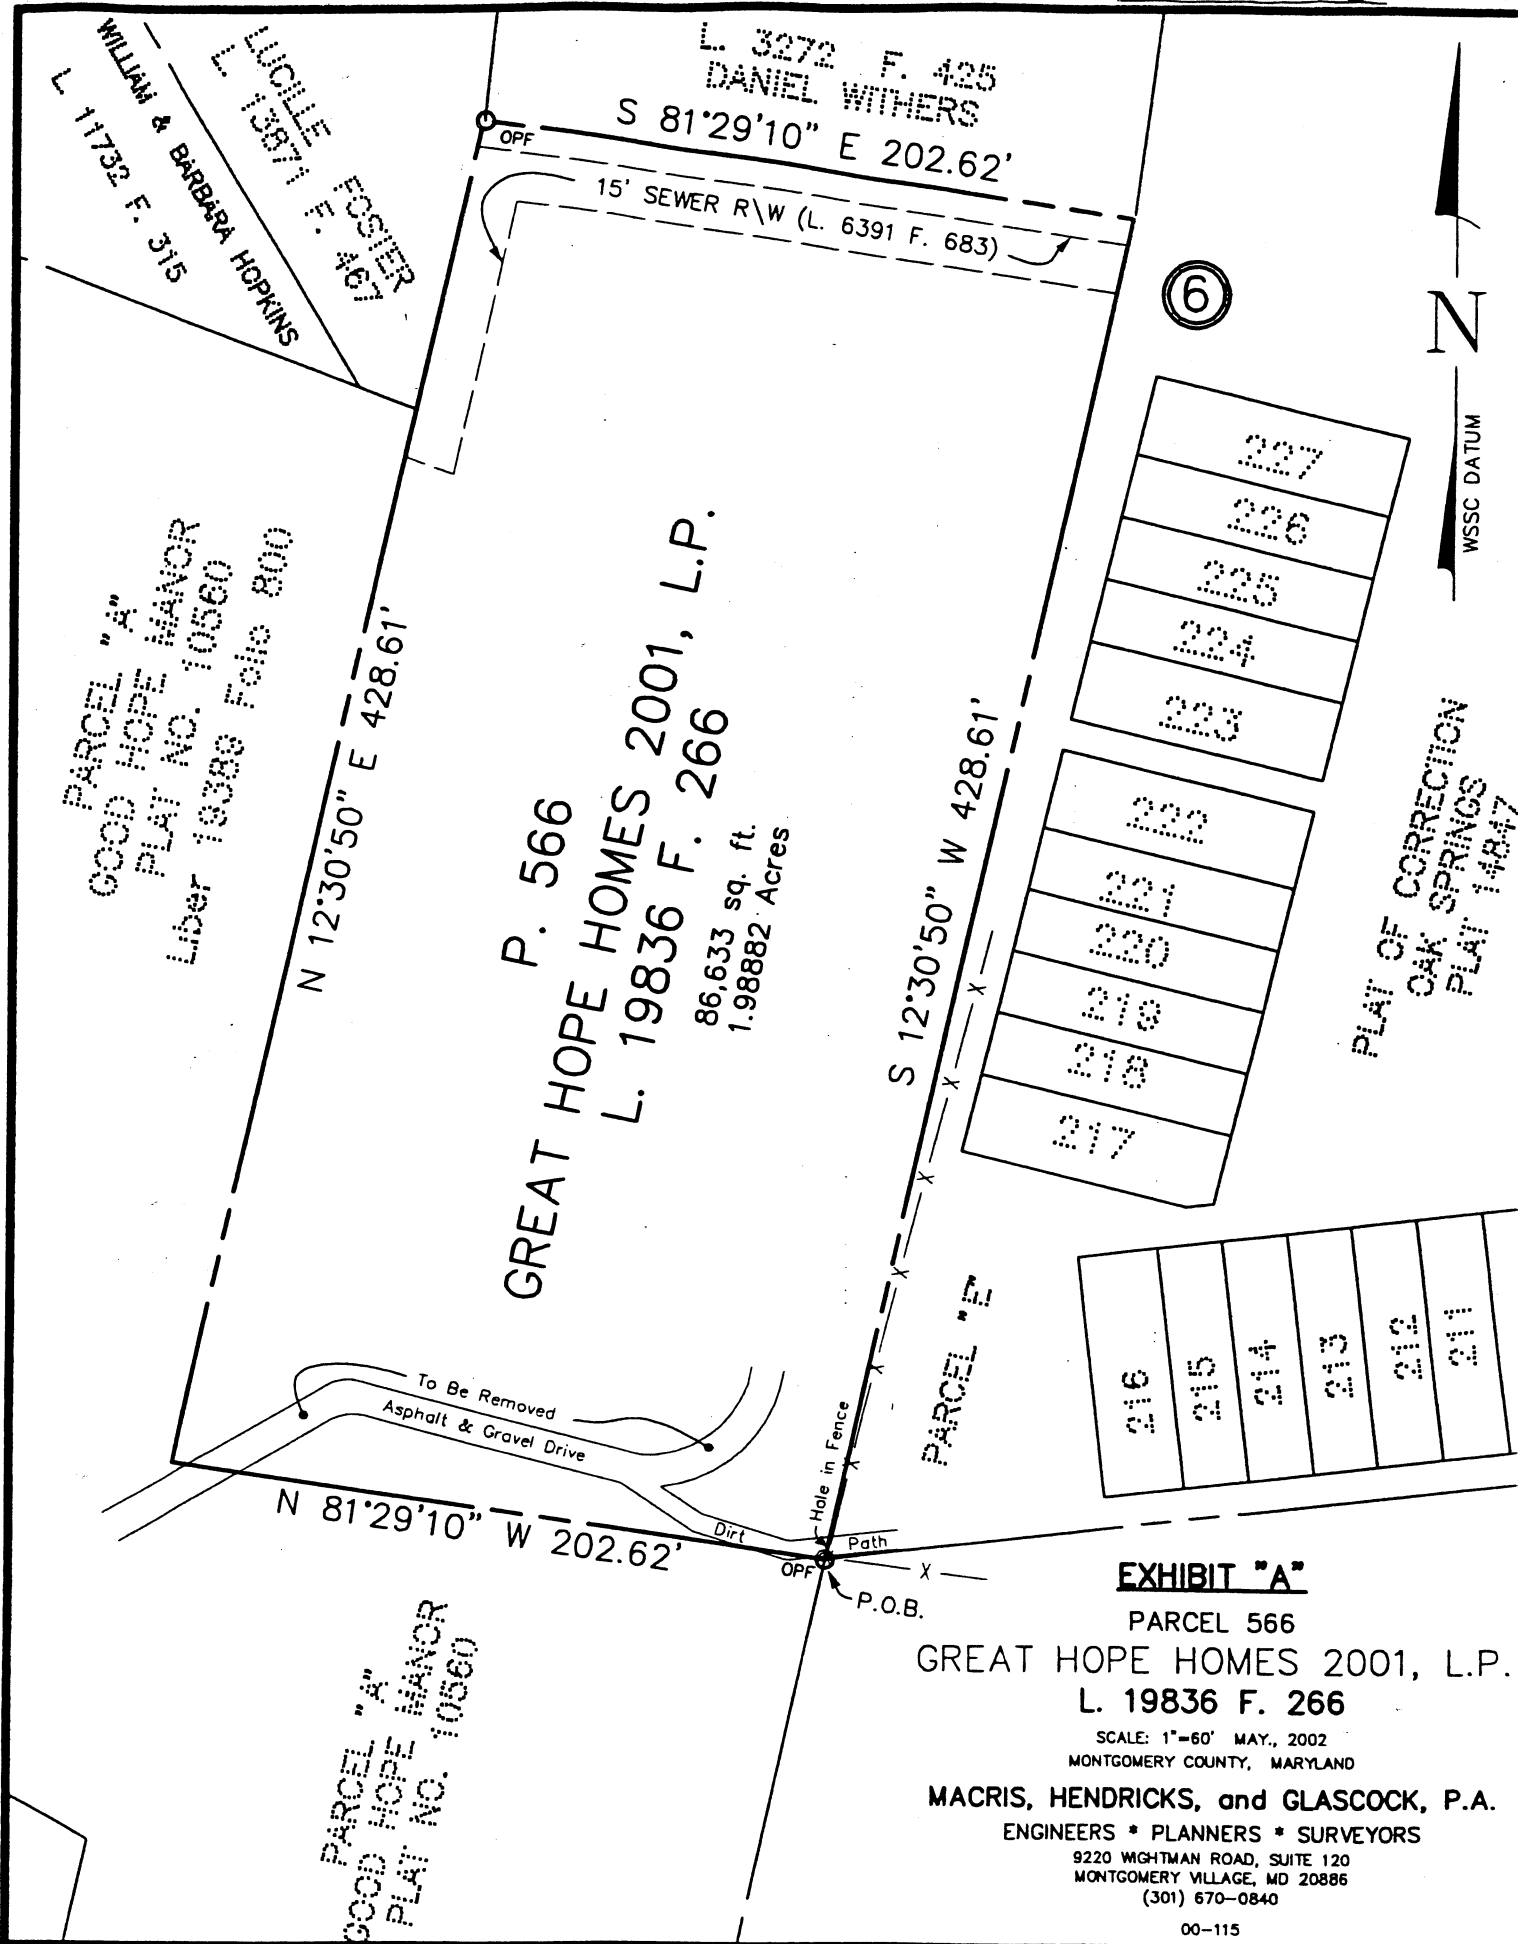 L. 3272 F. 425
DANIEL WITHERS
S 81°29'10" E 202.62'
WILLIAM & BARBARA HOPKINS
L. 11732 F. 315
LUCILLE FOSTER
L. 13871 F. 467
OPF
15' SEWER R\W (L. 6391 F. 683)
6
N
WSSC DATUM
227
226
225
224
223
222
221
220
219
218
217
PLAT OF CORRECTION
OAK SPRINGS
PLAT 14847
PARCEL "A"
GOOD HOPE MANOR
PLAT NO. 10560
Liber Folio 800
N 12°30'50" E 428.61'
P. 566
GREAT HOPE HOMES 2001, L.P.
L. 19836 F. 266
86,633 sq. ft.
1.98882 Acres
S 12°30'50" W 428.61'
X
X
X
X
X
X
PARCEL "E"
216
215
214
213
212
211
To Be Removed
Asphalt & Gravel Drive
Hole in Fence
N 81°29'10" W 202.62'
Dirt Path
OPF
X
P.O.B.
PARCEL "A"
GOOD HOPE MANOR
PLAT NO. 10560
EXHIBIT "A"
PARCEL 566
GREAT HOPE HOMES 2001, L.P.
L. 19836 F. 266
SCALE: 1"=60' MAY., 2002
MONTGOMERY COUNTY, MARYLAND
MACRIS, HENDRICKS, and GLASCOCK, P.A.
ENGINEERS * PLANNERS * SURVEYORS
9220 WIGHTMAN ROAD, SUITE 120
MONTGOMERY VILLAGE, MD 20886
(301) 670-0840
00-115